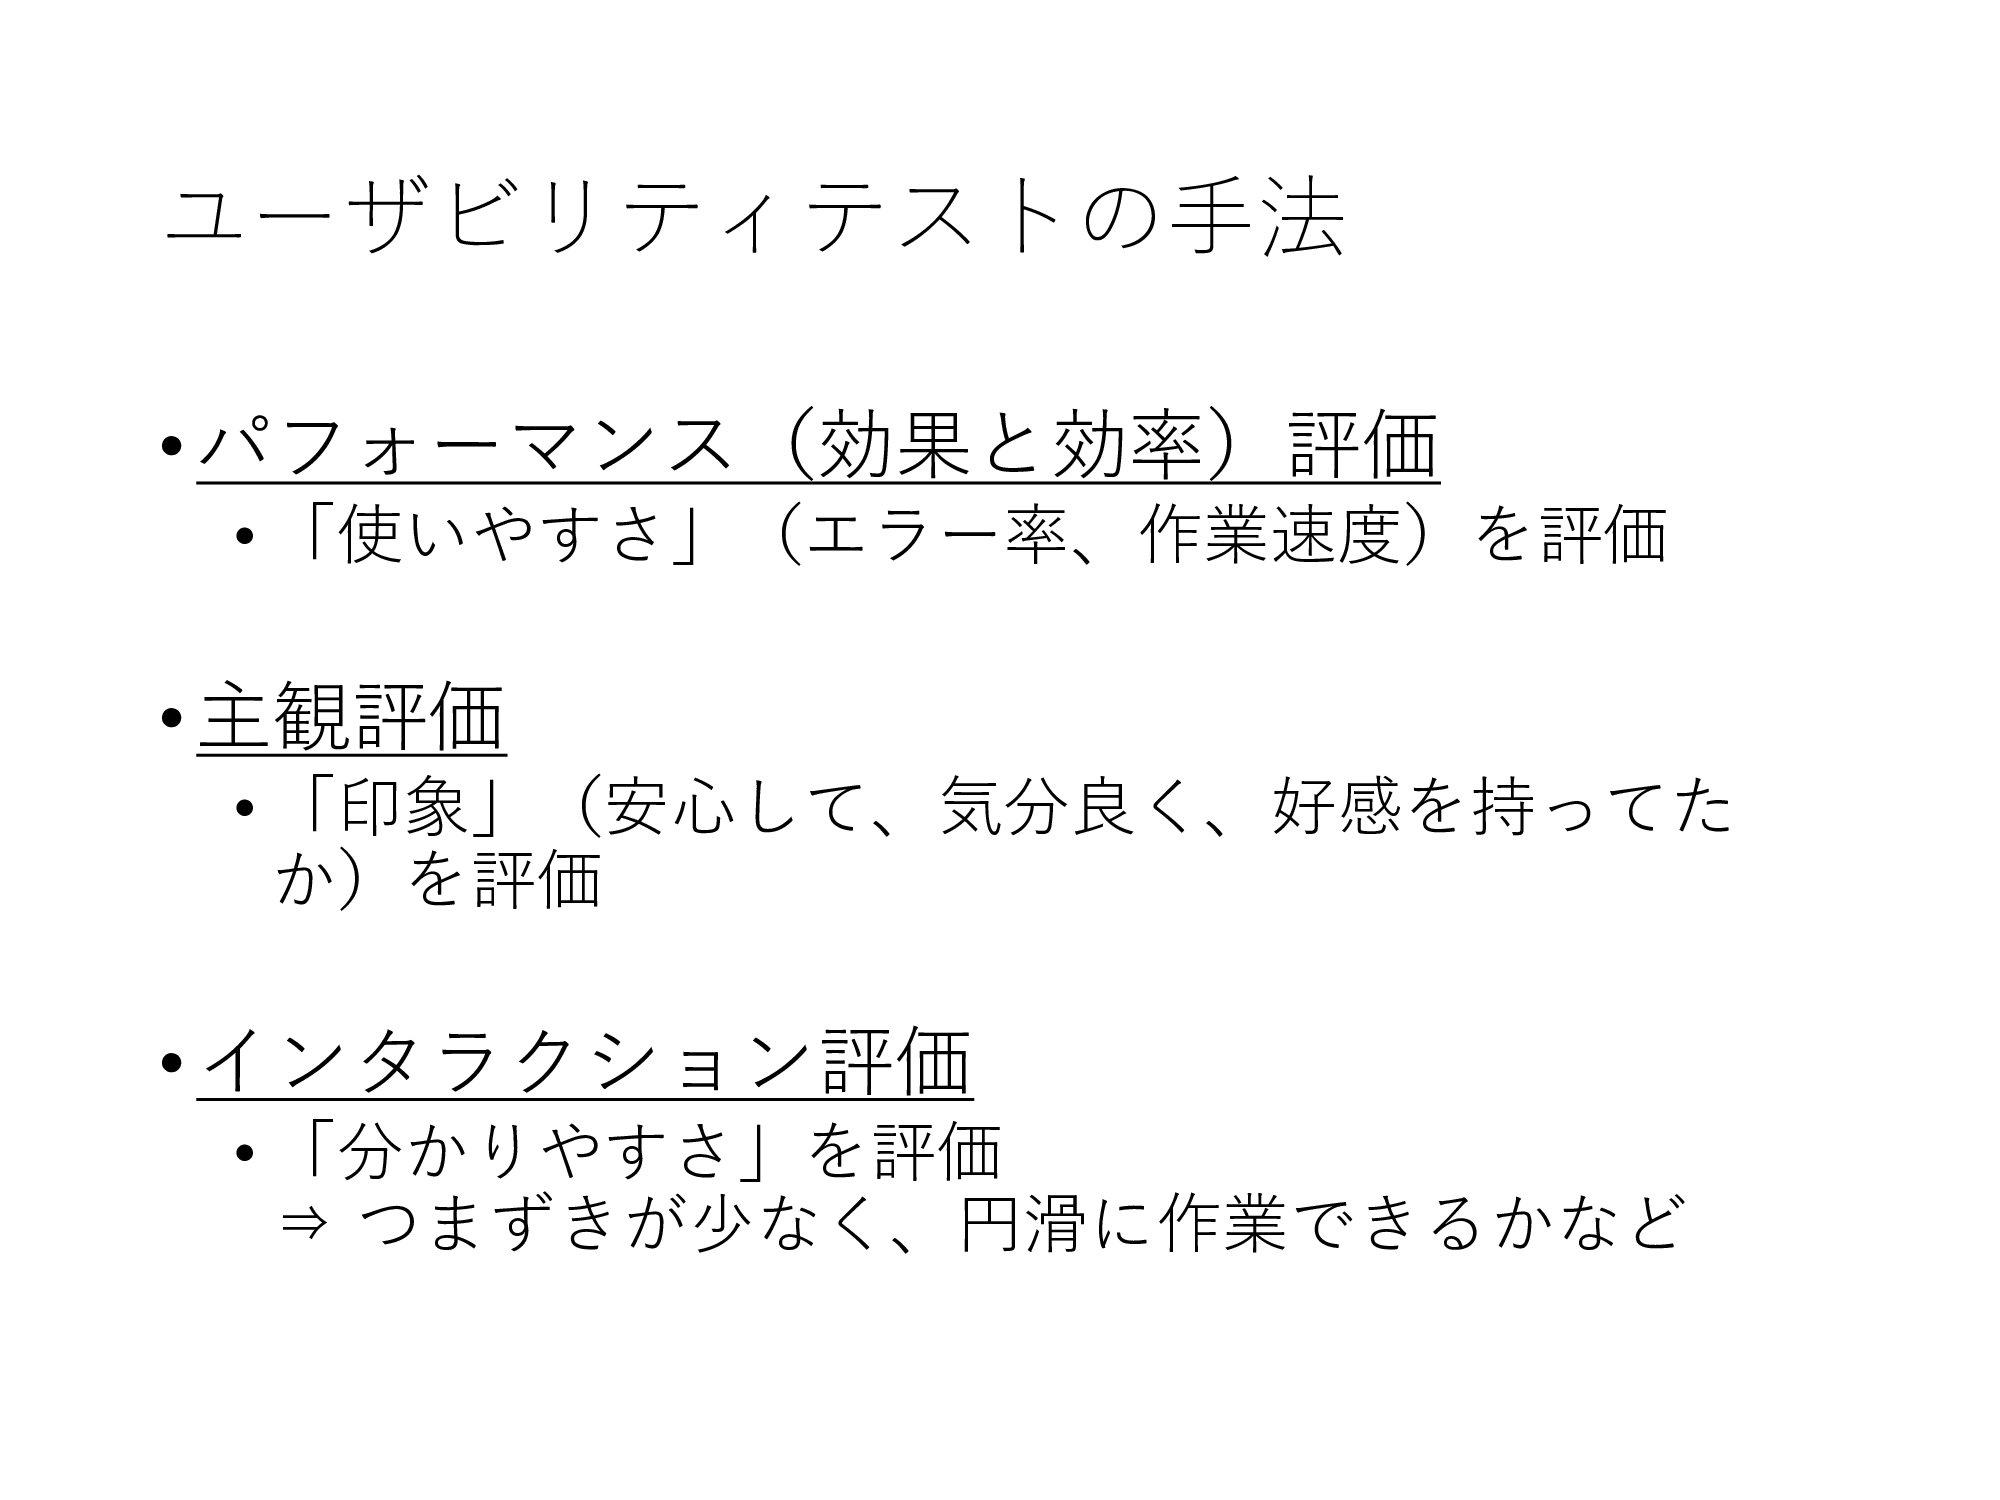 ユーザビリティテストの手法
•パフォーマンス（効果と効率）評価
•「使いやすさ」（エラー率、作業速度）を評価
•主観評価
•「印象」（安心して、気分良く、好感を持ってた
か）を評価
•インタラクション評価
•「分かりやすさ」を評価
⇒ つまずきが少なく、円滑に作業できるかなど